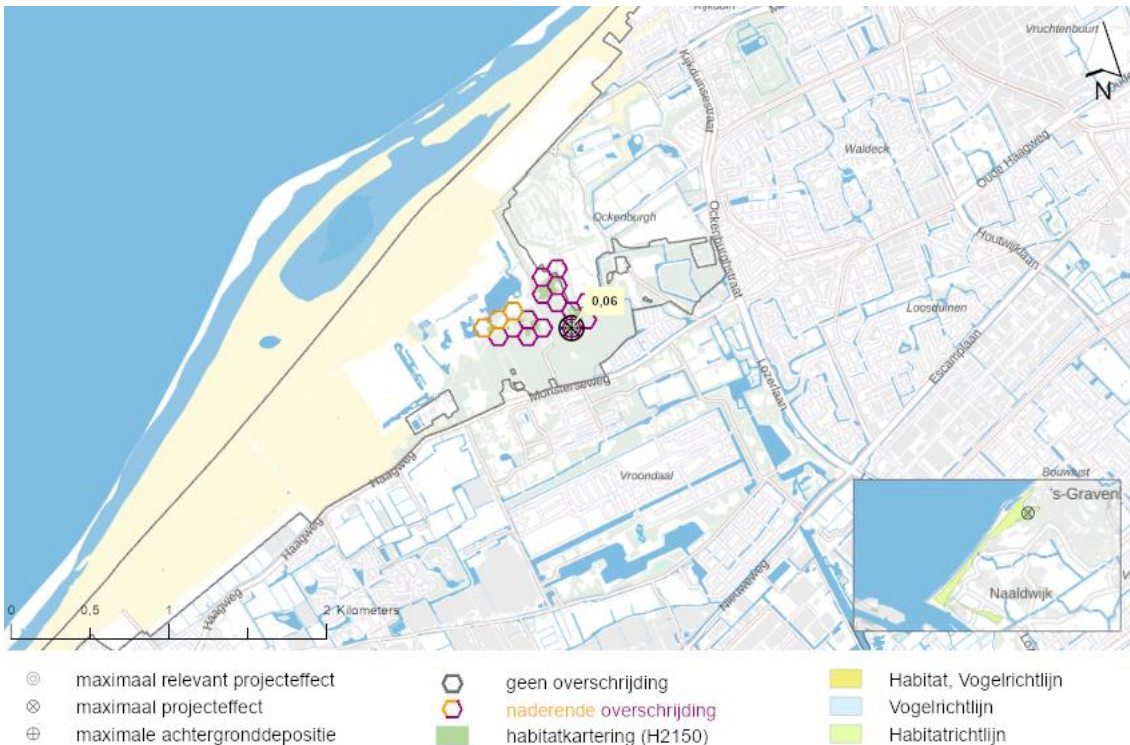 Kijkduin
Vruchtenbuurt
Kijkduinsestraat
N
Waldeck
Oude Haagweg
Ockenburgh
Ockenburghstraat
Houtwijklaan
0,06
Loosduinen
Escamplaan
Lozerlaan
Monsterseweg
Haagweg
Vroondaal
Bouwlust
's-Graven
Haagweg
Nieuweweg
Naaldwijk
0 0,5 1 2 Kilometers
Haagweg
maximaal relevant projecteffect
maximaal projecteffect
maximale achtergronddepositie
geen overschrijding
naderende overschrijding
habitatkartering (H2150)
Habitat, Vogelrichtlijn
Vogelrichtlijn
Habitatrichtlijn